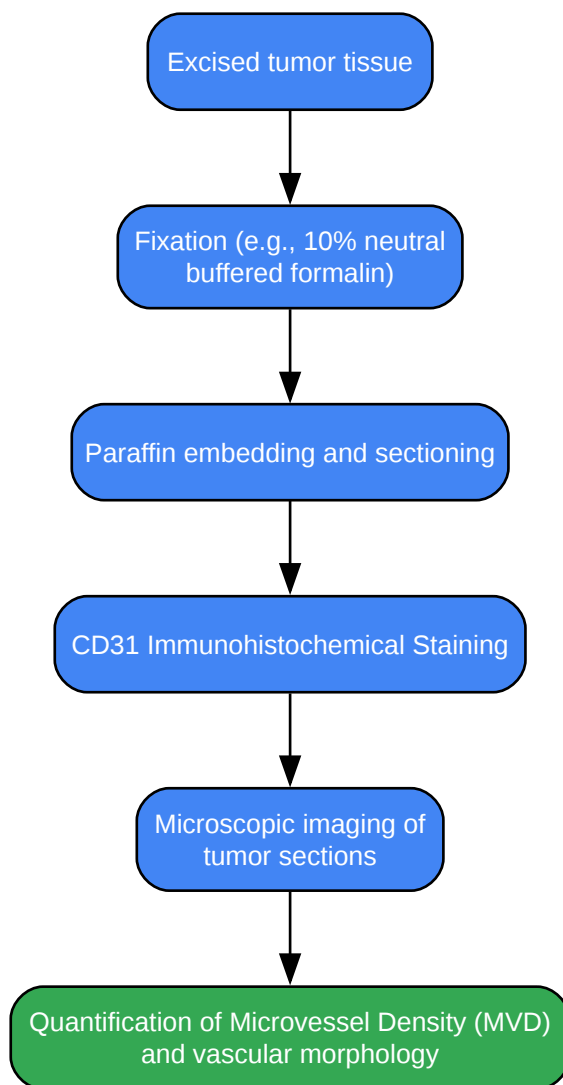 Excised tumor tissue
Fixation (e.g., 10% neutral
buffered formalin)
Paraffin embedding and sectioning
CD31 Immunohistochemical Staining
Microscopic imaging of
tumor sections
Quantification of Microvessel Density (MVD)
and vascular morphology